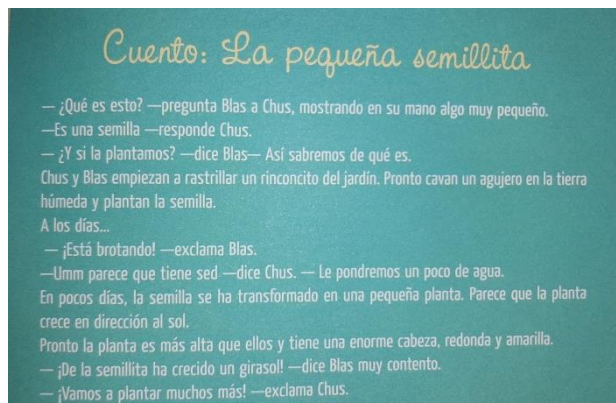 Cuento: La pequeña semillita
— ¿Qué es esto? —pregunta Blas a Chus, mostrando en su mano algo muy pequeño.
—Es una semilla —responde Chus.
— ¿Y si la plantamos? —dice Blas— Así sabremos de qué es.
Chus y Blas empiezan a rastrillar un rinconcito del jardín. Pronto cavan un agujero en la tierra
húmeda y plantan la semilla.
A los días...
— ¡Está brotando! —exclama Blas.
—Umm parece que tiene sed —dice Chus. — Le pondremos un poco de agua.
En pocos días, la semilla se ha transformado en una pequeña planta. Parece que la planta
crece en dirección al sol.
Pronto la planta es más alta que ellos y tiene una enorme cabeza, redonda y amarilla.
— ¡De la semillita ha crecido un girasol! —dice Blas muy contento.
— ¡Vamos a plantar muchos más! —exclama Chus.